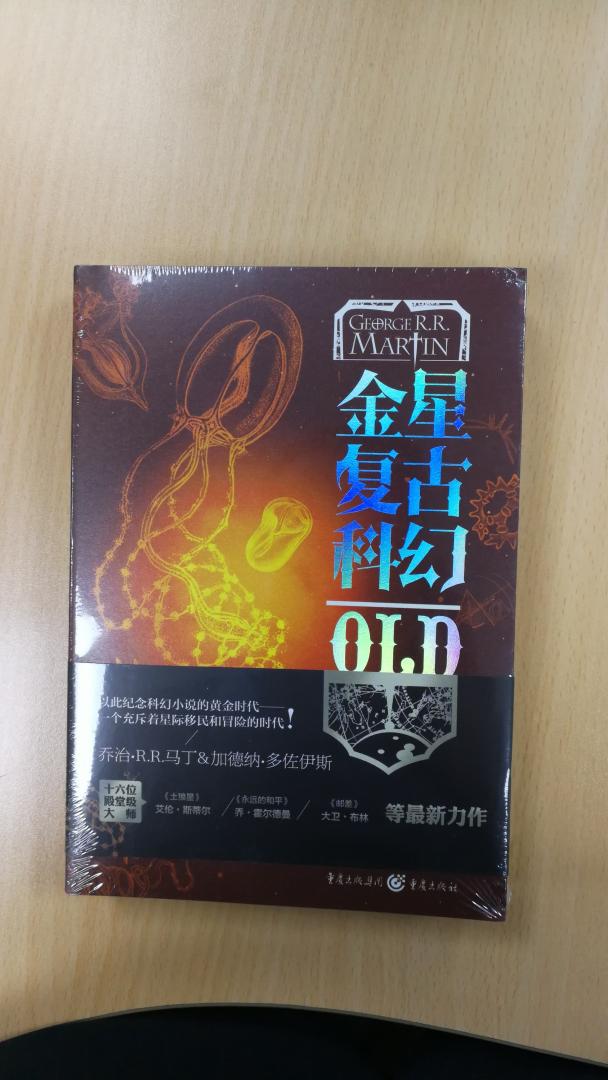 GEORGE R.R.
MARTIN
金星
复古
科幻
OLD
以此纪念科幻小说的黄金时代——
一个充斥着星际移民和冒险的时代！
乔治·R.R.马丁&加德纳·多佐伊斯
十六位
殿堂级
大师
《土狼星》
艾伦·斯蒂尔
《永远的和平》
乔·霍尔德曼
《邮差》
大卫·布林
等最新力作
重庆出版集团 重庆出版社